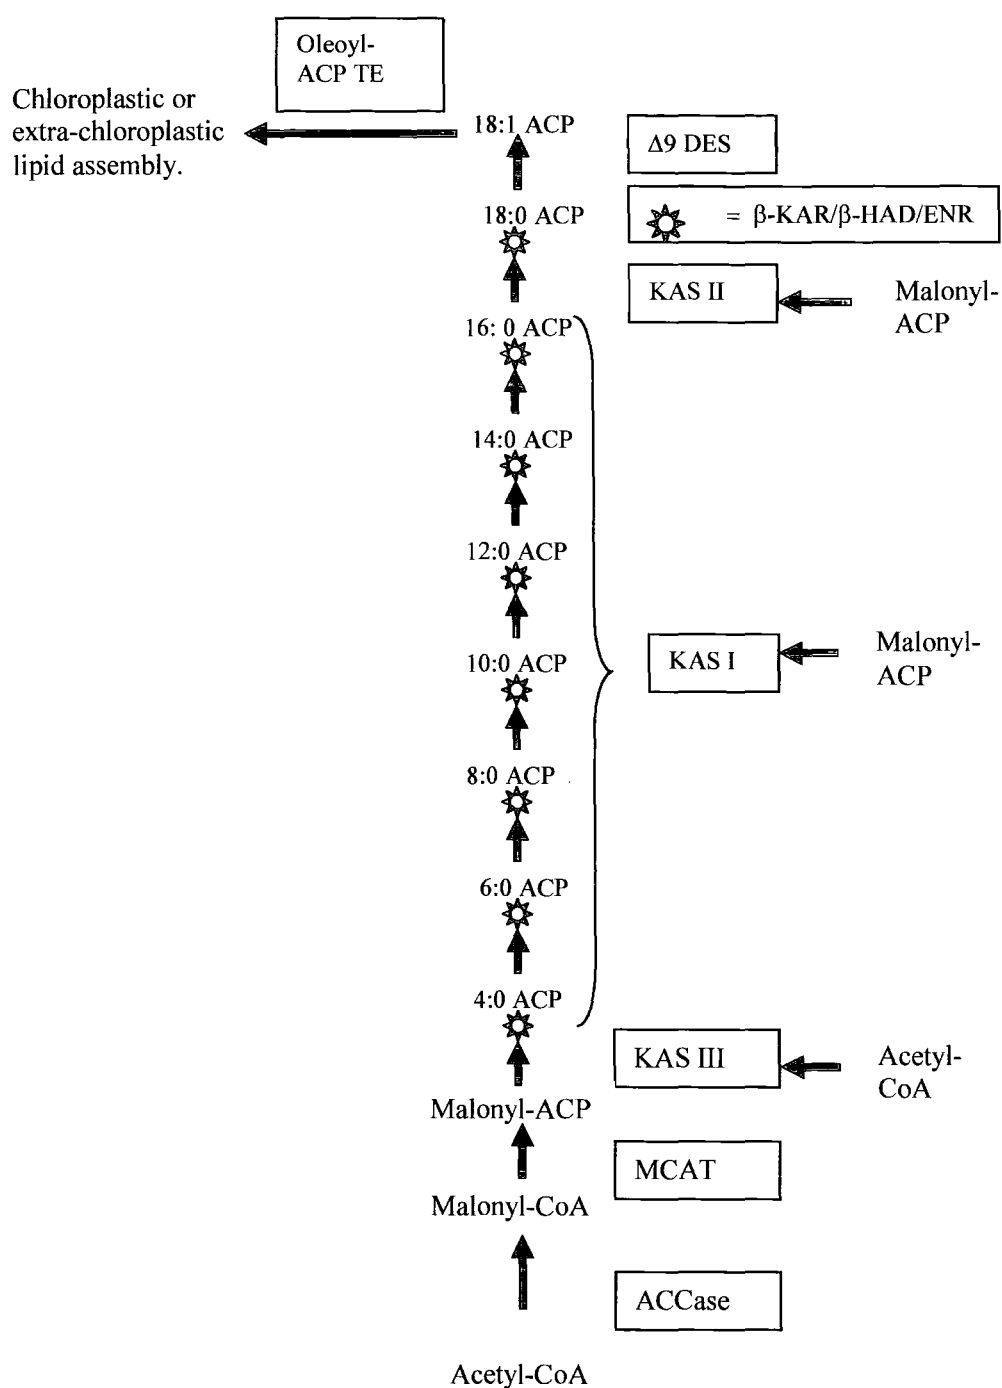 Oleoyl-
ACP TE
Chloroplastic or
extra-chloroplastic
lipid assembly.
18:1 ACP
Δ9 DES
18:0 ACP
= β-KAR/β-HAD/ENR
KAS II
Malonyl-
ACP
16: 0 ACP
14:0 ACP
12:0 ACP
10:0 ACP
KAS I
Malonyl-
ACP
8:0 ACP
6:0 ACP
4:0 ACP
KAS III
Acetyl-
CoA
Malonyl-ACP
MCAT
Malonyl-CoA
ACCase
Acetyl-CoA